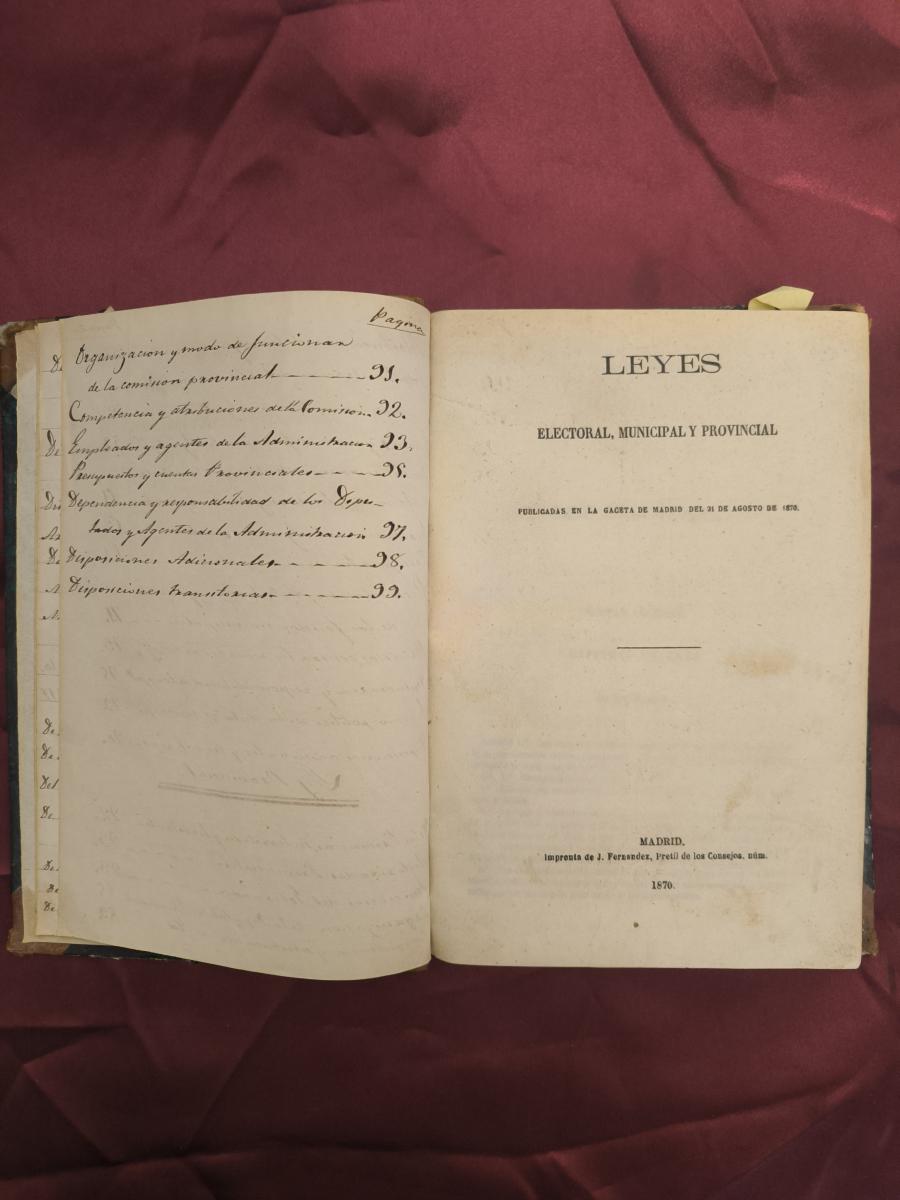 Pagina
Organizacion y modo de funcionar
de la comision provincial 91.
Competencia y atribuciones de la Comision 92.
Empleados y agentes de la Administracion 93.
Presupuestos y cuentas Provinciales 95.
Dependencia y responsabilidad de los Dipu-
tados y Agentes de la Administracion 97.
Disposiciones Adicionales 98.
Disposiciones transitorias 99.
LEYES
ELECTORAL, MUNICIPAL Y PROVINCIAL
PUBLICADAS EN LA GACETA DE MADRID DEL 21 DE AGOSTO DE 1870.
MADRID.
Imprenta de J. Fernandez, Pretil de los Consejos, núm.
1870.